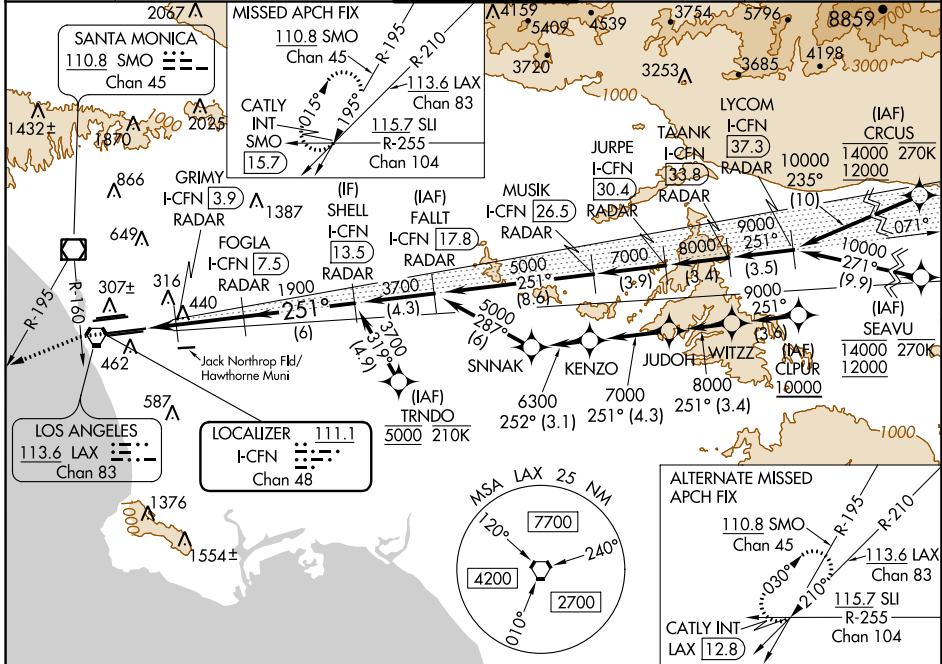 2067
MISSED APCH FIX
110.8 SMO
Chan 45
R-195
R-210
015°
195°
113.6 LAX
Chan 83
CATLY
INT
SMO
15.7
115.7 SLI
R-255
Chan 104
4159
5409
4539
3754
5796
8859
3720
3253
3685
4198
3000
1000
SANTA MONICA
110.8 SMO
Chan 45
1432±
1870
2025
1000
866
649
307±
316
440
462
587
1387
GRIMY
I-CFN 3.9
RADAR
FOGLA
I-CFN 7.5
RADAR
(IF)
SHELL
I-CFN
13.5
RADAR
(IAF)
FALLT
I-CFN 17.8
RADAR
MUSIK
I-CFN 26.5
RADAR
JURPE
I-CFN
30.4
RADAR
TAANK
I-CFN
33.8
RADAR
LYCOM
I-CFN
37.3
RADAR
(IAF)
CRCUS
14000 270K
12000
10000
235°
(10)
071°
1900
251°
(6)
3700
(4.3)
5000
251°
(8.6)
7000
(3.9)
8000
(3.4)
9000
251°
(3.5)
10000
271°
(9.9)
9000
251°
(3.6)
(IAF)
SEAVU
14000 270K
12000
R-195
R-160
3700
319°
(4.9)
5000
287°
(6)
SNNAK
KENZO
JUDOH
WITZZ
(IAF)
CLPUR
10000
6300
252° (3.1)
7000
251° (4.3)
8000
251° (3.4)
(IAF)
TRNDO
5000 210K
Jack Northrop Fld/
Hawthorne Muni
LOS ANGELES
113.6 LAX
Chan 83
LOCALIZER 111.1
I-CFN
Chan 48
1000
1376
1554±
1000
MSA LAX 25 NM
120°
7700
240°
4200
2700
010°
ALTERNATE MISSED
APCH FIX
110.8 SMO
Chan 45
R-195
R-210
030°
210°
113.6 LAX
Chan 83
115.7 SLI
R-255
Chan 104
CATLY INT
LAX 12.8